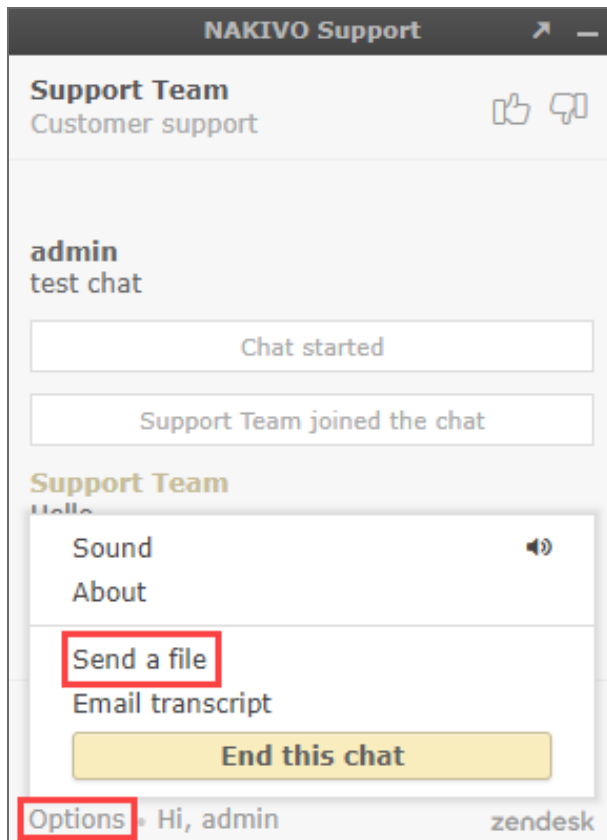 NAKIVO Support
Support Team
Customer support
admin
test chat
Chat started
Support Team joined the chat
Support Team
Hello
Sound
About
Send a file
Email transcript
End this chat
Options • Hi, admin
zendesk